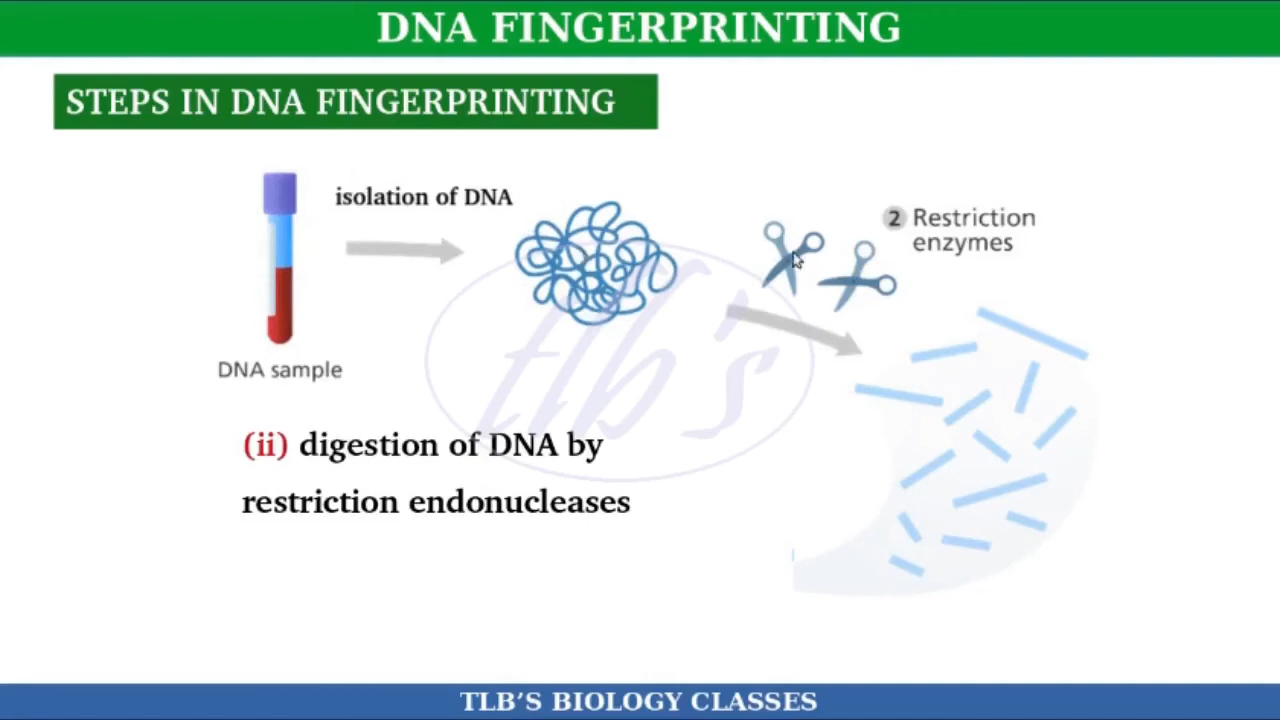 DNA FINGERPRINTING
STEPS IN DNA FINGERPRINTING
isolation of DNA
2 Restriction
enzymes
DNA sample
tlb's
(ii) digestion of DNA by
restriction endonucleases
TLB’S BIOLOGY CLASSES